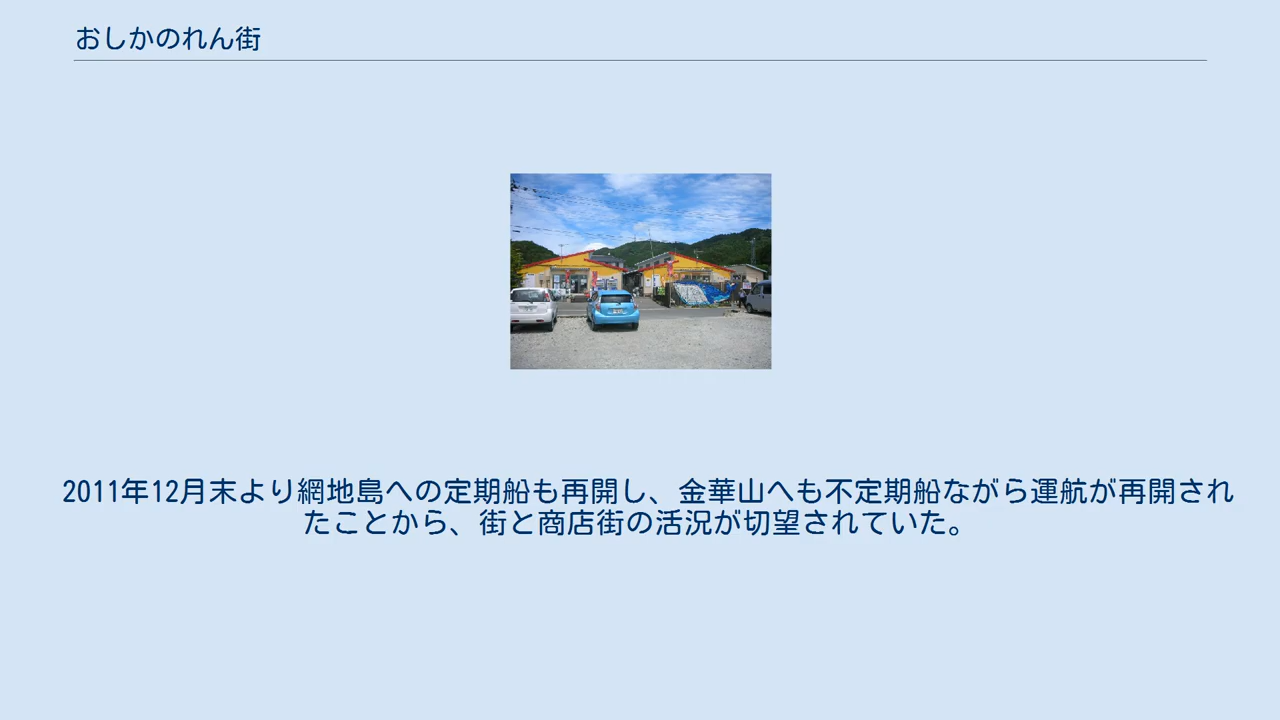 おしかのれん街
2011年12月末より網地島への定期船も再開し、金華山へも不定期船ながら運航が再開され
たことから、街と商店街の活況が切望されていた。